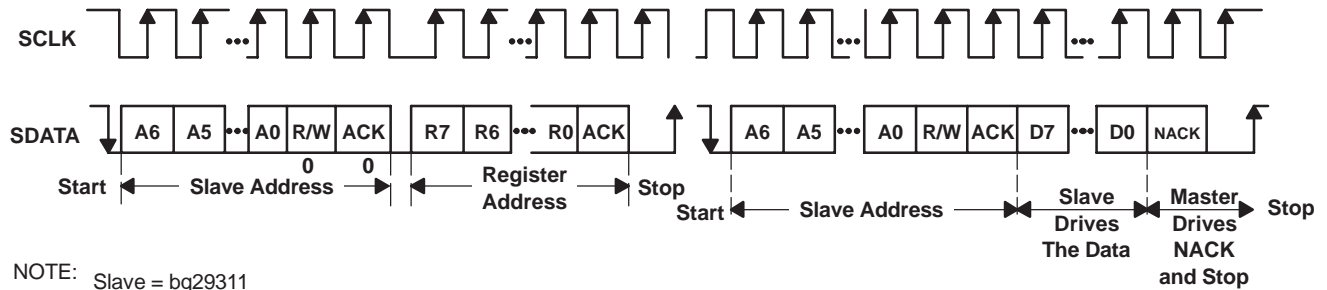 SCLK
SDATA A6 A5 ••• A0 R/W ACK R7 R6 ••• R0 ACK A6 A5 ••• A0 R/W ACK D7 ••• D0 NACK
0 0
Start Slave Address Register Address Stop Start Slave Address Slave Drives The Data Master Drives NACK and Stop Stop
NOTE: Slave = bq29311